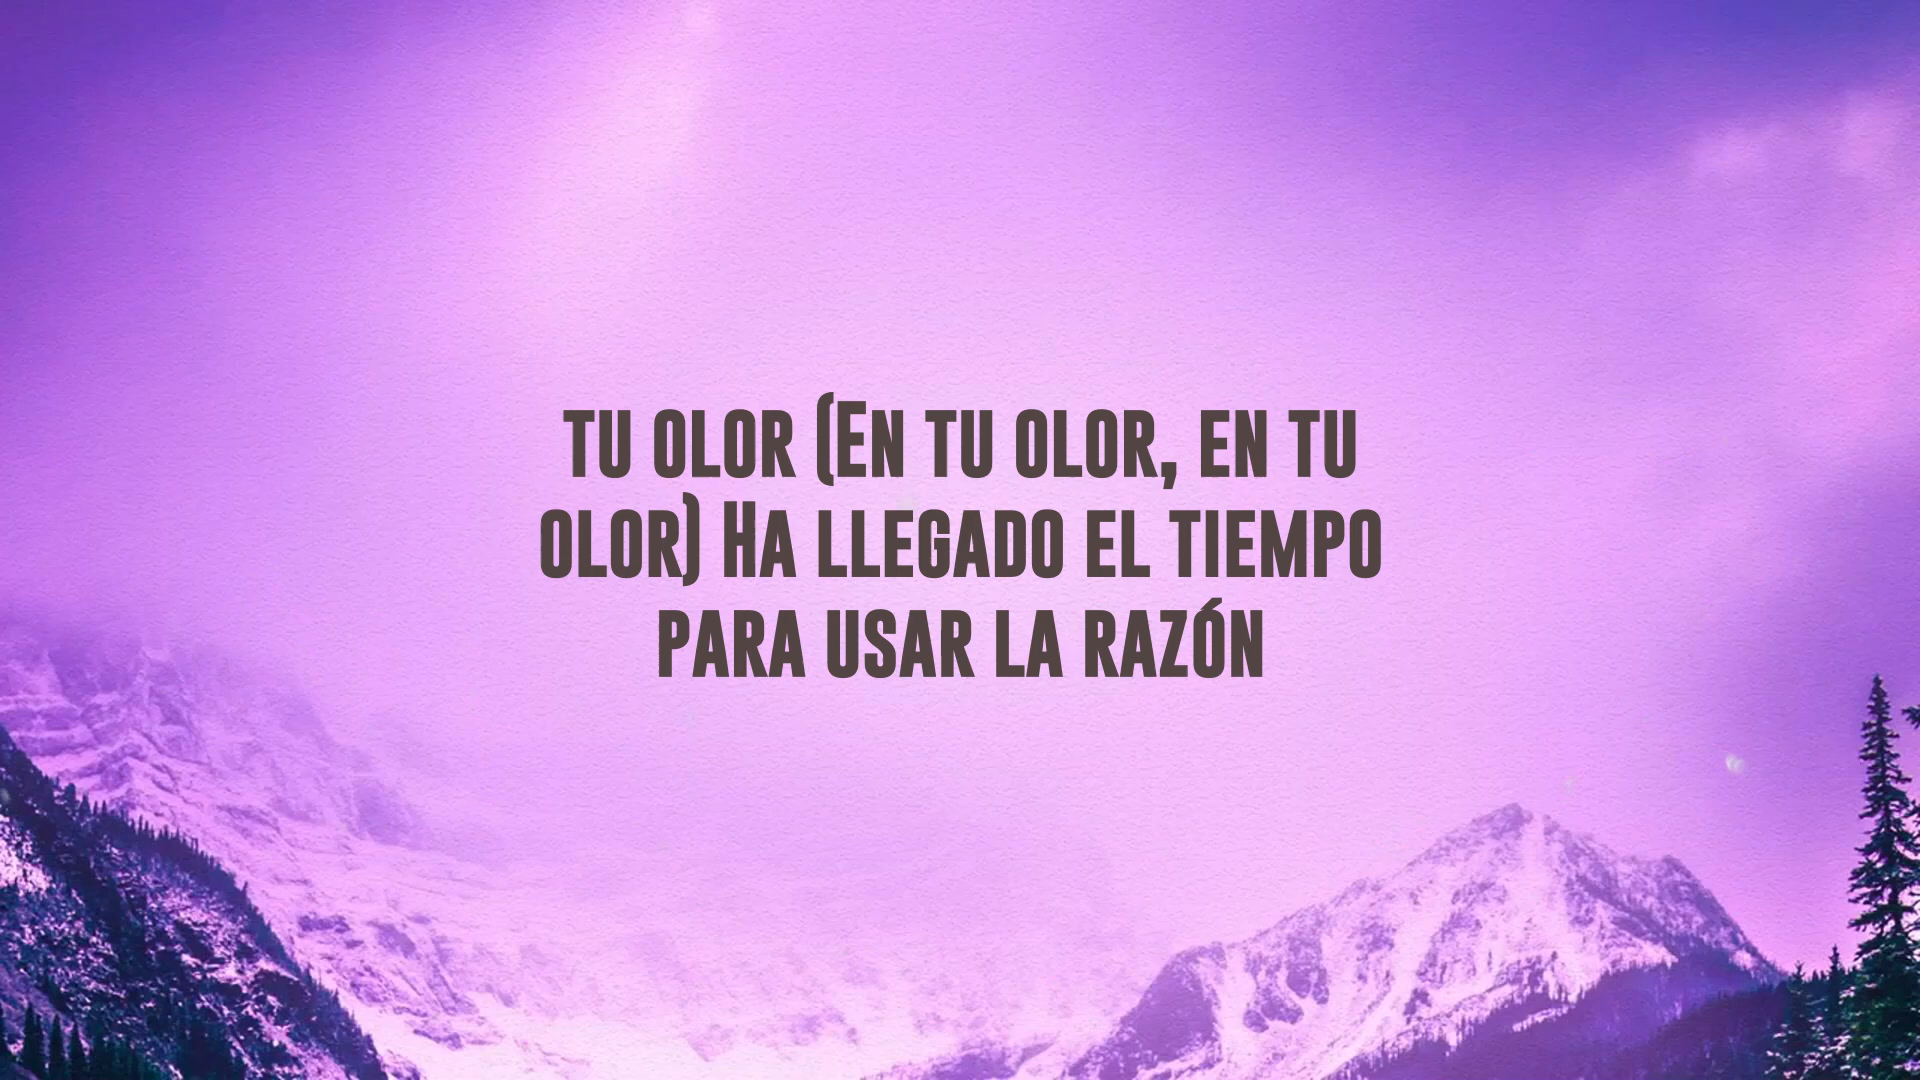 tu olor (En tu olor, en tu
olor) Ha llegado el tiempo
para usar la razón